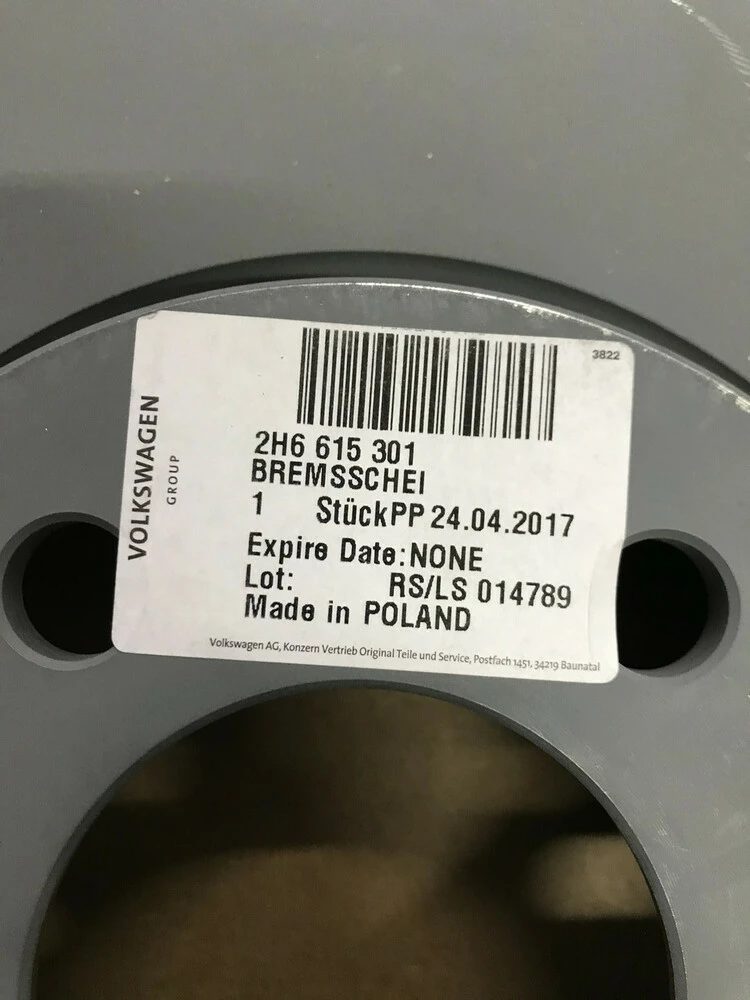 3822
VOLKSWAGEN
GROUP
2H6 615 301
BREMSSCHEI
1 StückPP 24.04.2017
Expire Date:NONE
Lot: RS/LS 014789
Made in POLAND
Volkswagen AG, Konzern Vertrieb Original Teile und Service, Postfach 1451, 34219 Baunatal